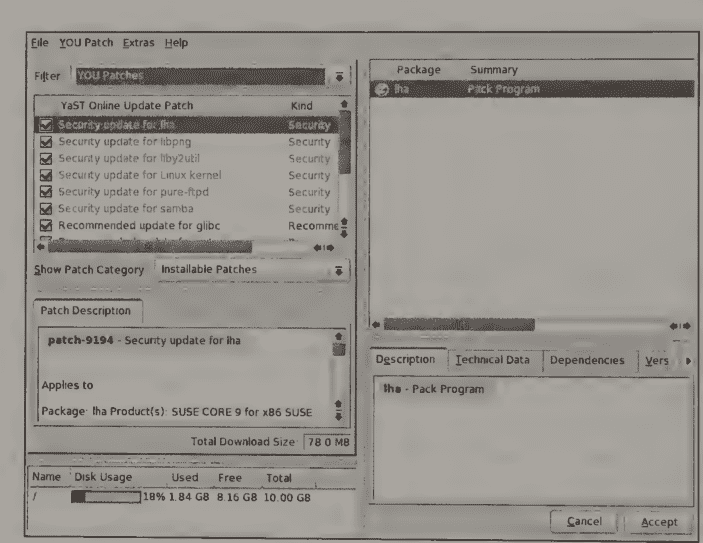 File YOU Patch Extras Help
Filter YOU Patches
YaST Online Update Patch Kind
Security update for lha Security
Security update for libpng Security
Security update for liby2util Security
Security update for Linux kernel Security
Security update for pure-ftpd Security
Security update for samba Security
Recommended update for glibc Recomme
Show Patch Category Installable Patches
Patch Description
patch-9194 - Security update for lha
Applies to
Package: lha Product(s): SUSE CORE 9 for x86 SUSE
Total Download Size 78.0 MB
Name Disk Usage Used Free Total
/ 18% 1.84 GB 8.16 GB 10.00 GB
Package Summary
lha Pack Program
Description Technical Data Dependencies Vers
lha - Pack Program
Cancel Accept